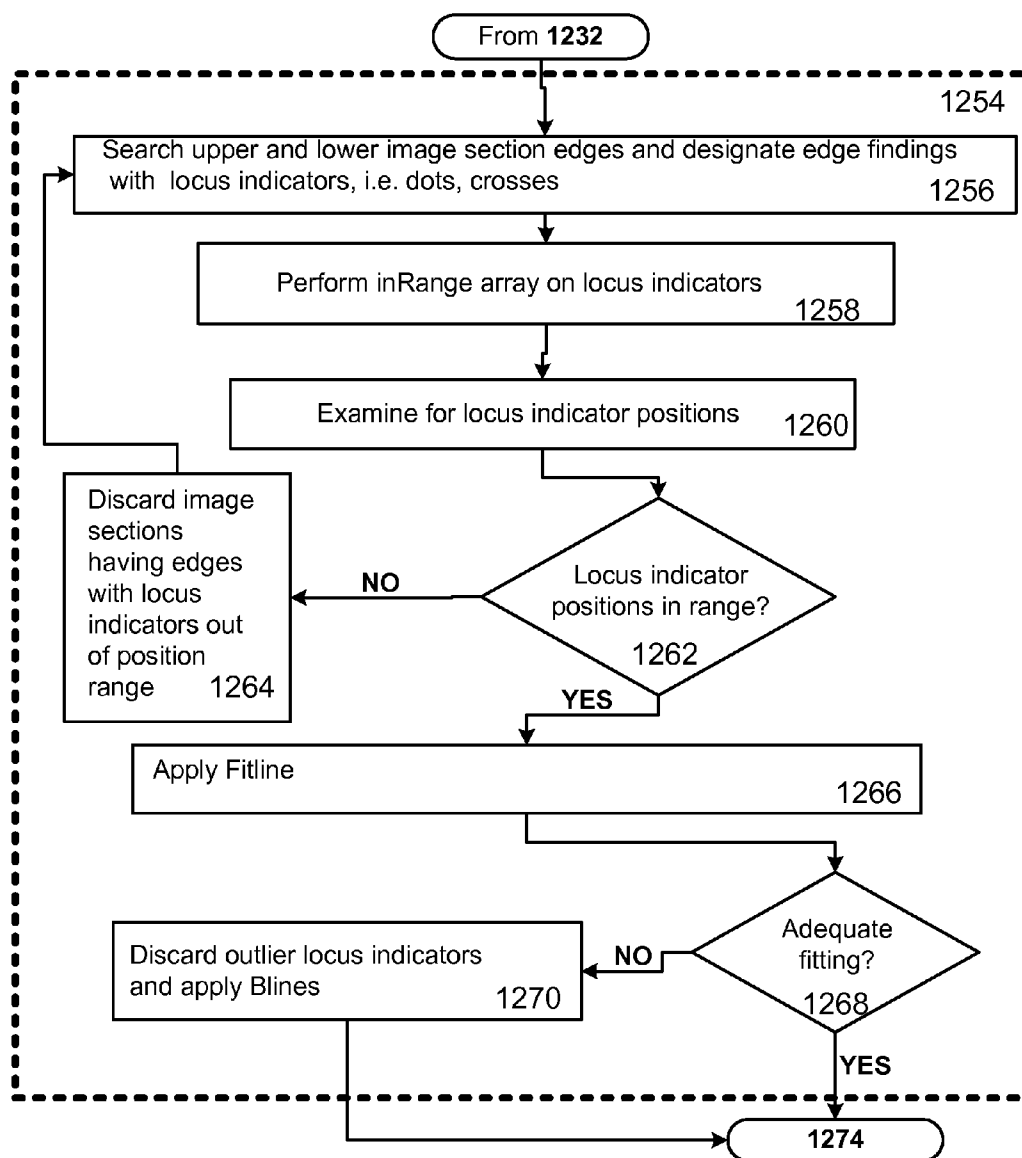 From 1232
1254
Search upper and lower image section edges and designate edge findings
with locus indicators, i.e. dots, crosses
1256
Perform inRange array on locus indicators
1258
Examine for locus indicator positions
1260
Discard image
sections
having edges
with locus
indicators out
of position
range 1264
NO
Locus indicator
positions in range?
1262
YES
Apply Fitline
1266
Adequate
fitting?
1268
NO
Discard outlier locus indicators
and apply Blines
1270
YES
1274